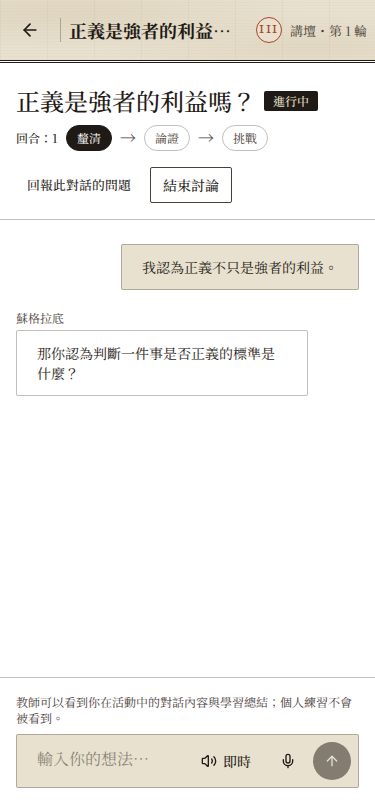 正義是強者的利益… III 講壇・第 1 輪
正義是強者的利益嗎？ 進行中
回合：1 釐清 → 論證 → 挑戰
回報此對話的問題 結束討論
我認為正義不只是強者的利益。
蘇格拉底
那你認為判斷一件事是否正義的標準是
什麼？
教師可以看到你在活動中的對話內容與學習總結；個人練習不會
被看到。
輸入你的想法… 即時